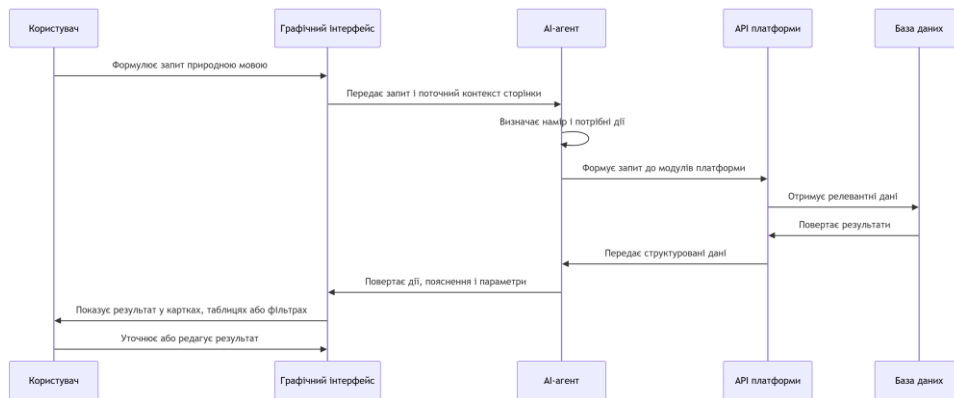 Користувач
Графічний інтерфейс
AI-агент
API платформи
База даних
Формулює запит природною мовою
Передає запит і поточний контекст сторінки
Визначає намір і потрібні дії
Формує запит до модулів платформи
Отримує релевантні дані
Повертає результати
Передає структуровані дані
Повертає дії, пояснення і параметри
Показує результат у картках, таблицях або фільтрах
Уточнює або редагує результат
Користувач
Графічний інтерфейс
AI-агент
API платформи
База даних